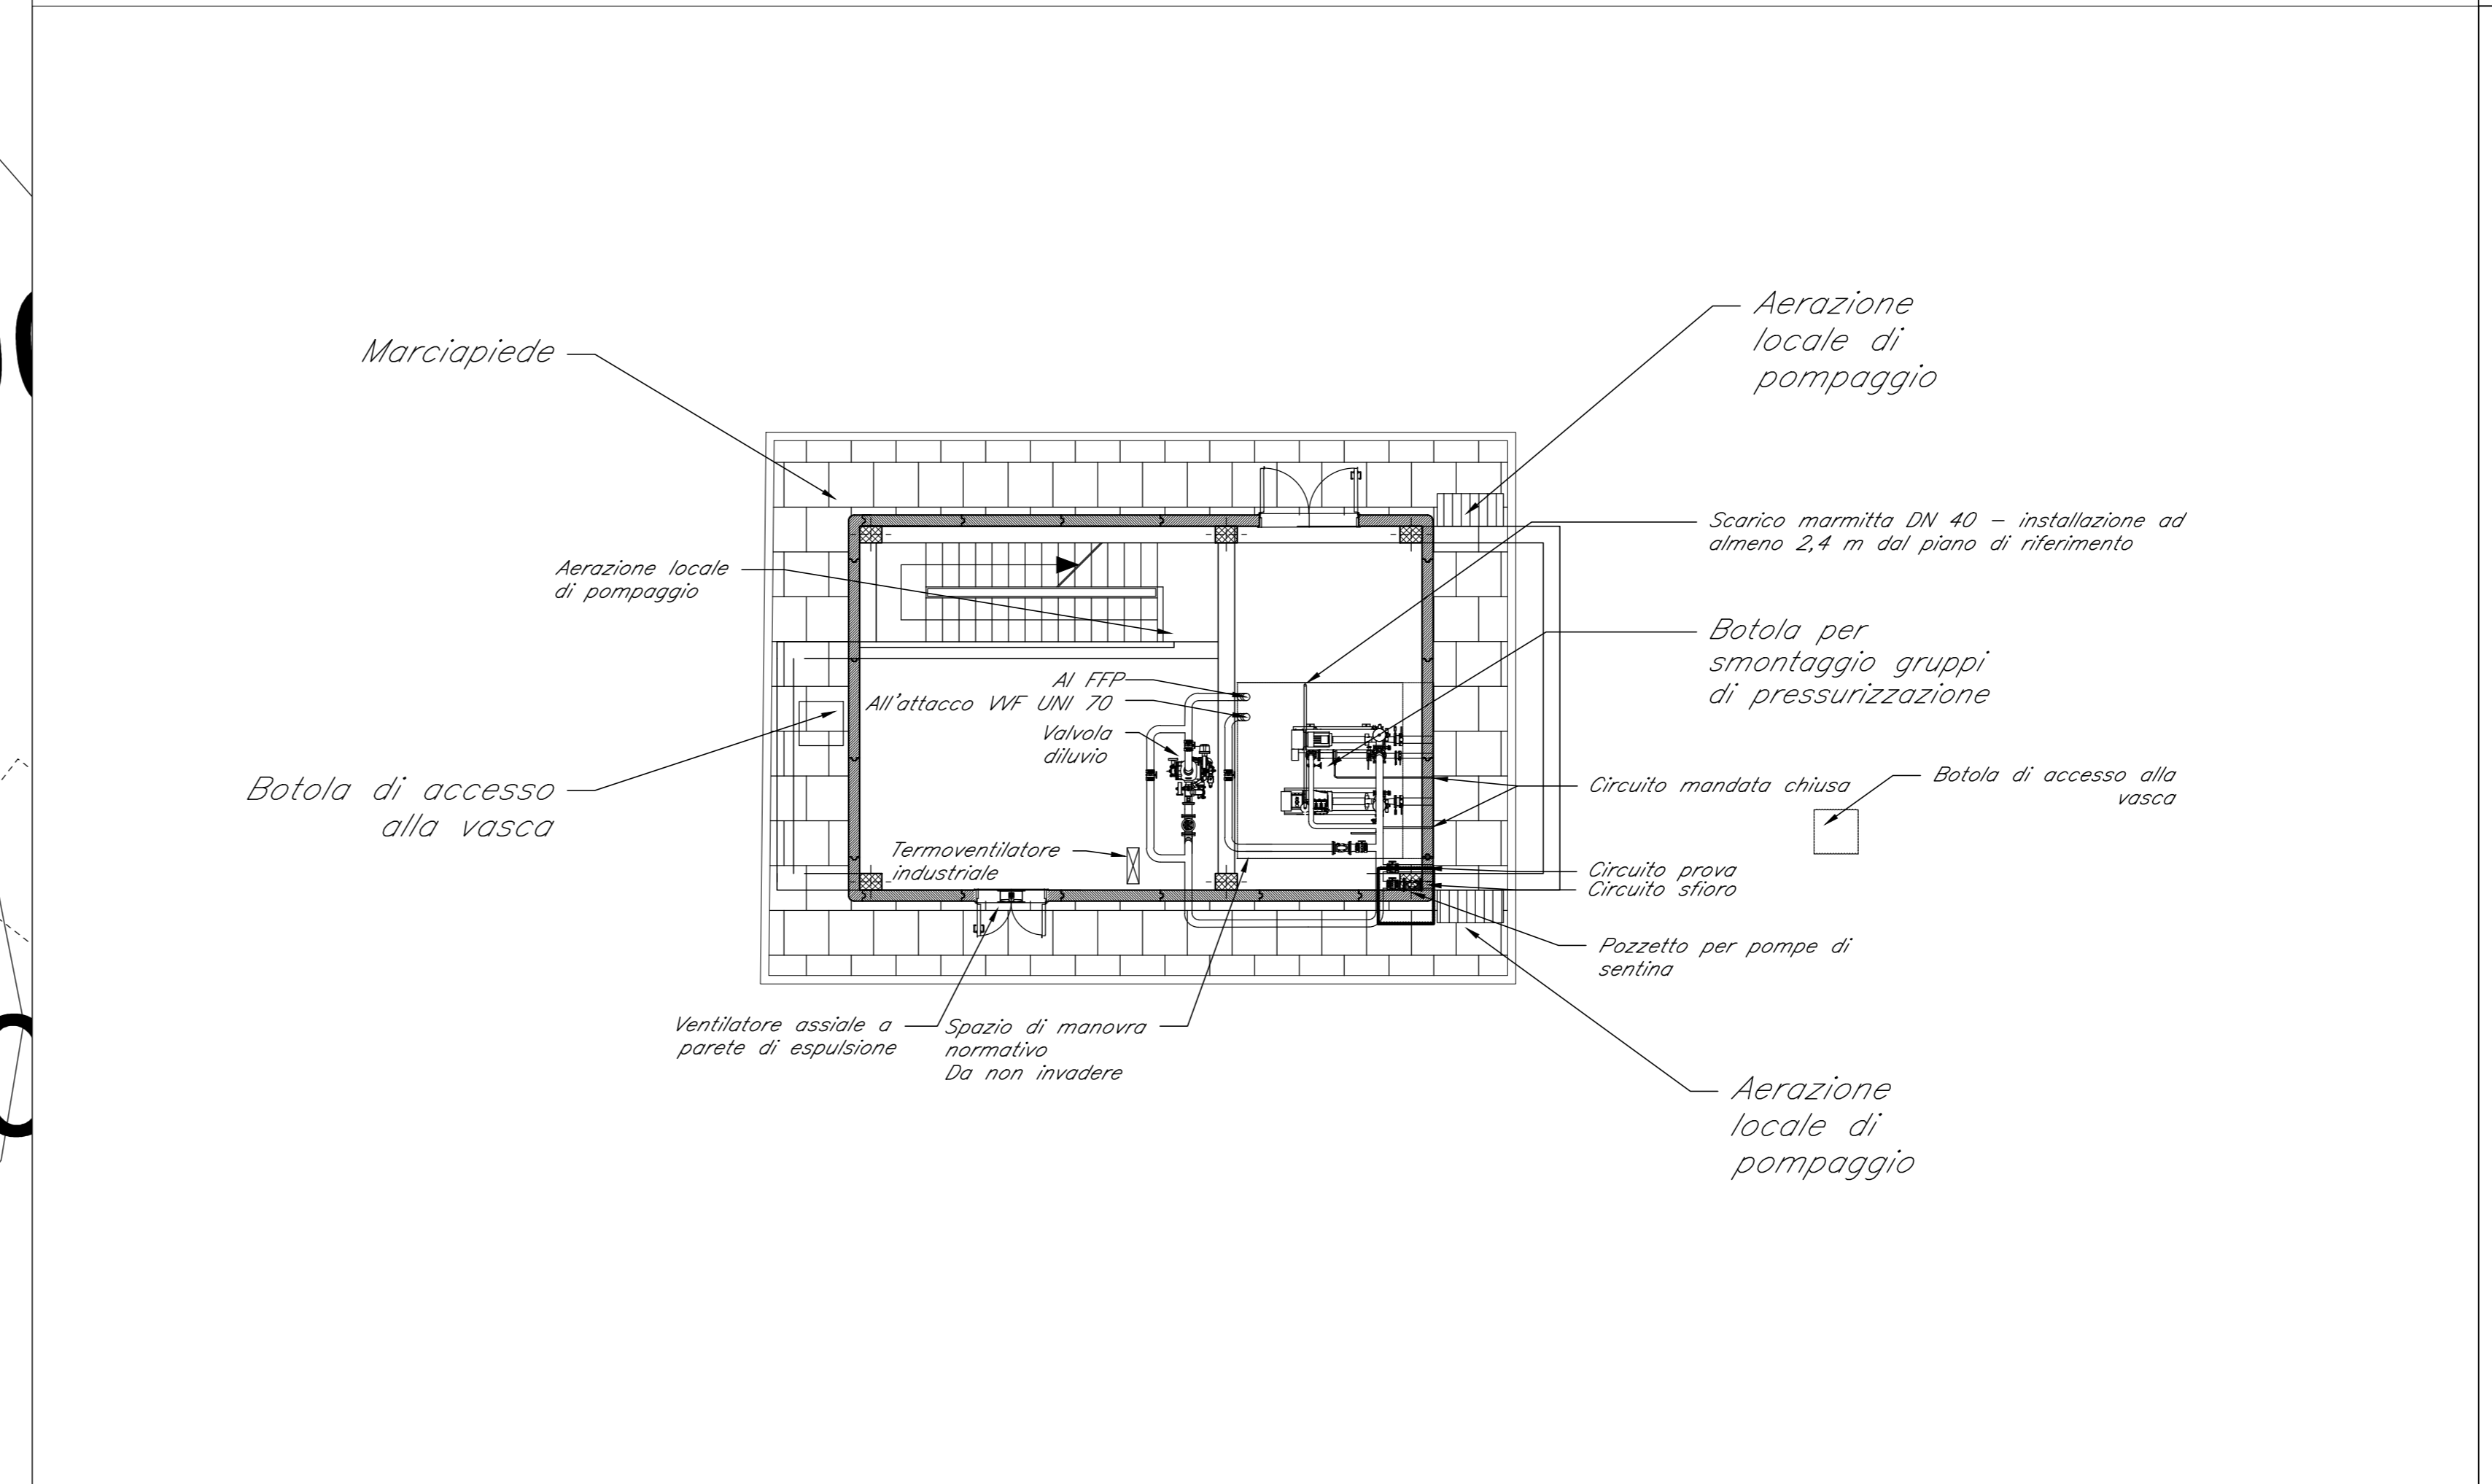 Aerazione
locale di
pompaggio
Marciapiede
Scarico marmitta DN 40 – installazione ad
almeno 2,4 m dal piano di riferimento
Aerazione locale
di pompaggio
Botola per
smontaggio gruppi
di pressurizzazione
Al FFP
All'attacco VVF UNI 70
Valvola
diluvio
Botola di accesso
alla vasca
Circuito mandata chiusa
Botola di accesso alla
vasca
Termoventilatore
industriale
Circuito prova
Circuito sfioro
Pozzetto per pompe di
sentina
Ventilatore assiale a
parete di espulsione
Spazio di manovra
normativo
Da non invadere
Aerazione
locale di
pompaggio